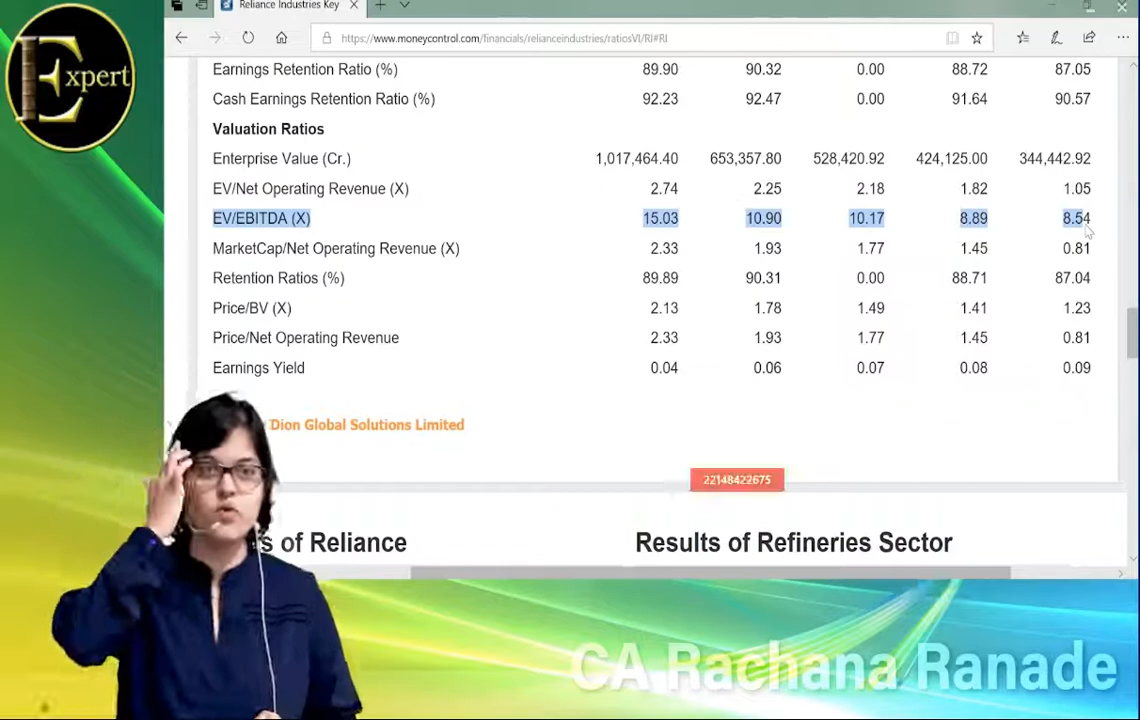 Expert
Reliance Industries Key
https://www.moneycontrol.com/financials/relianceindustries/ratiosVI/RI#RI
Earnings Retention Ratio (%) 89.90 90.32 0.00 88.72 87.05
Cash Earnings Retention Ratio (%) 92.23 92.47 0.00 91.64 90.57
Valuation Ratios
Enterprise Value (Cr.) 1,017,464.40 653,357.80 528,420.92 424,125.00 344,442.92
EV/Net Operating Revenue (X) 2.74 2.25 2.18 1.82 1.05
EV/EBITDA (X) 15.03 10.90 10.17 8.89 8.54
MarketCap/Net Operating Revenue (X) 2.33 1.93 1.77 1.45 0.81
Retention Ratios (%) 89.89 90.31 0.00 88.71 87.04
Price/BV (X) 2.13 1.78 1.49 1.41 1.23
Price/Net Operating Revenue 2.33 1.93 1.77 1.45 0.81
Earnings Yield 0.04 0.06 0.07 0.08 0.09
Dion Global Solutions Limited
22148422675
s of Reliance Results of Refineries Sector
CA Rachana Ranade